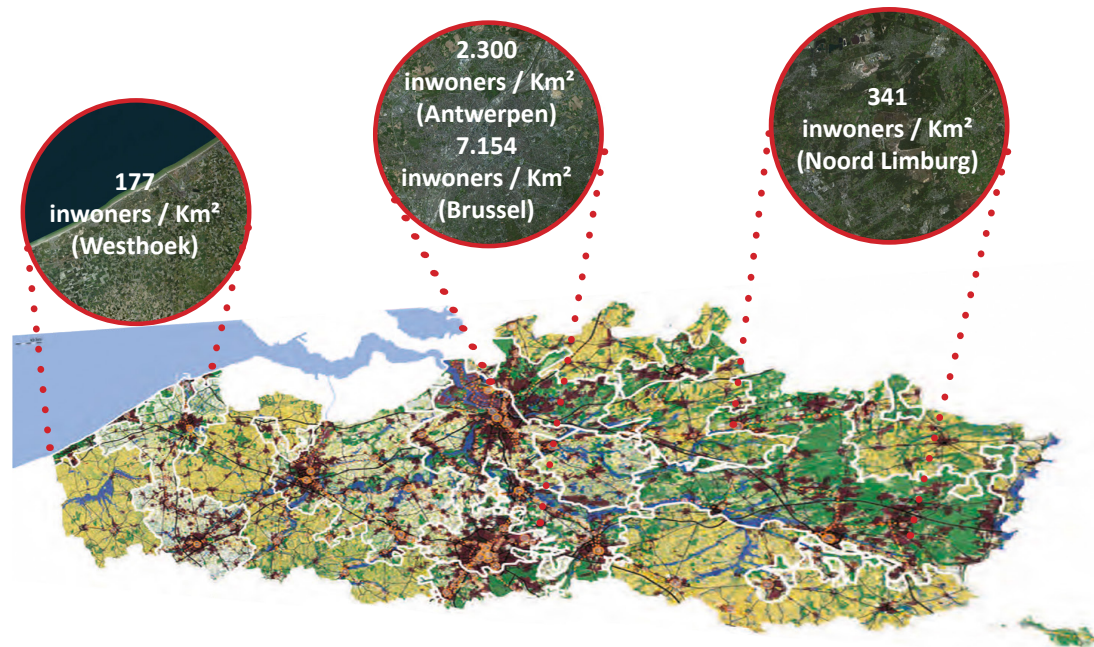 177
inwoners / Km²
(Westhoek)
2.300
inwoners / Km²
(Antwerpen)
7.154
inwoners / Km²
(Brussel)
341
inwoners / Km²
(Noord Limburg)